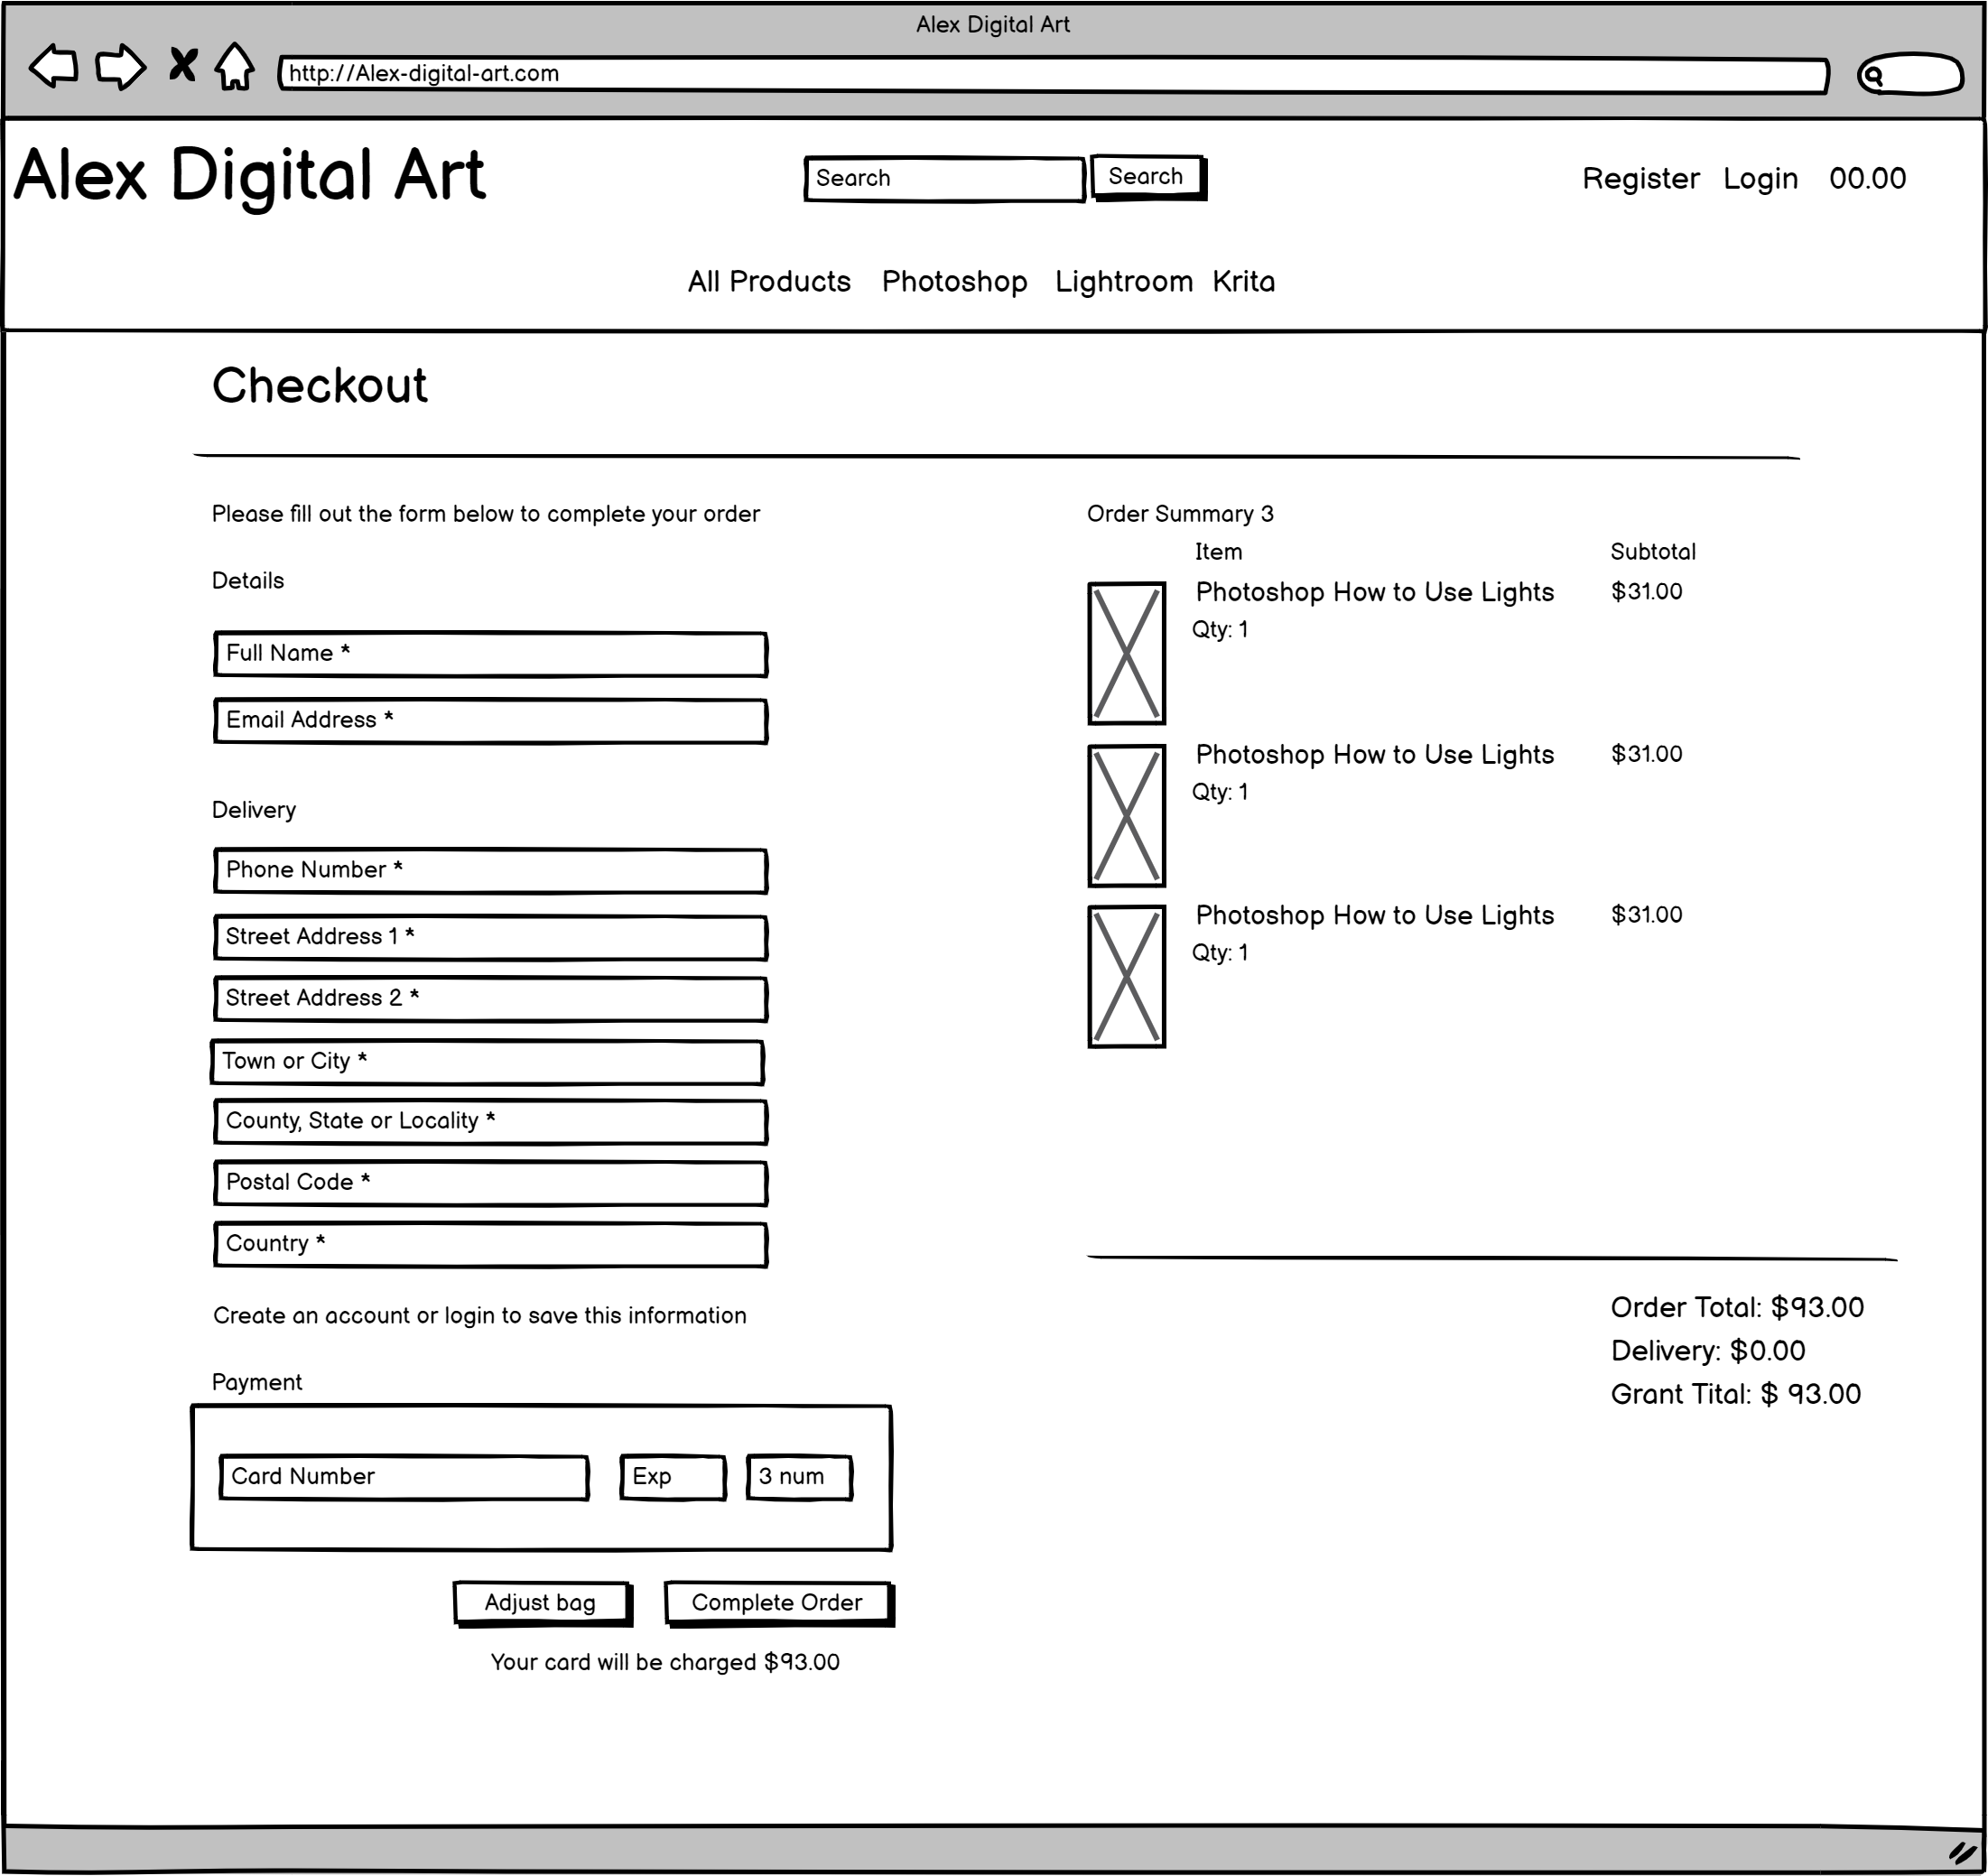 Alex Digital Art
http://Alex-digital-art.com
Alex Digital Art
Search
Search
Register Login 00.00
All Products Photoshop Lightroom Krita
Checkout
Please fill out the form below to complete your order
Details
Full Name *
Email Address *
Delivery
Phone Number *
Street Address 1 *
Street Address 2 *
Town or City *
County, State or Locality *
Postal Code *
Country *
Create an account or login to save this information
Payment
Card Number
Exp
3 num
Adjust bag
Complete Order
Your card will be charged $93.00
Order Summary 3
Item Subtotal
Photoshop How to Use Lights $31.00
Qty: 1
Photoshop How to Use Lights $31.00
Qty: 1
Photoshop How to Use Lights $31.00
Qty: 1
Order Total: $93.00
Delivery: $0.00
Grant Tital: $ 93.00